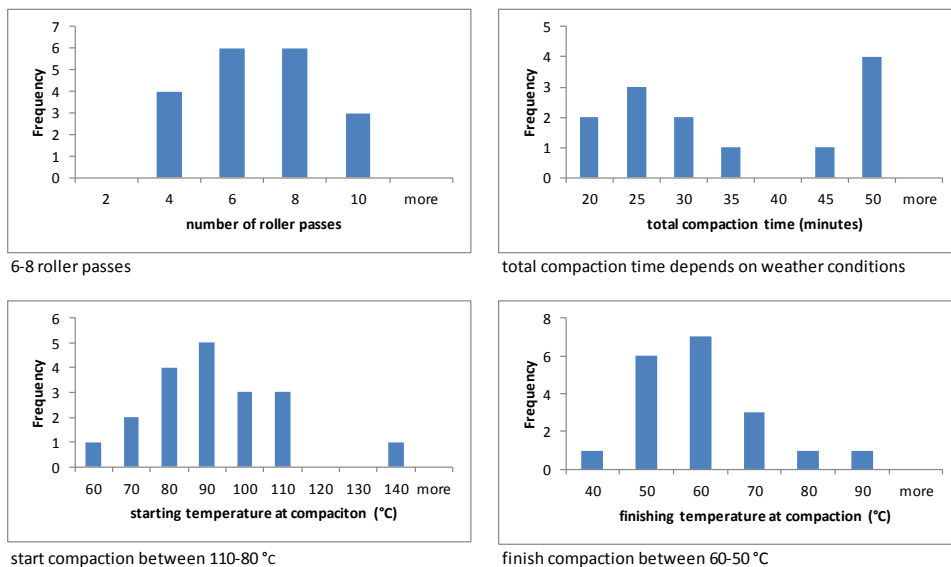 7
6
5
4
3
2
1
0
Frequency
2 4 6 8 10 more
number of roller passes
6-8 roller passes
5
4
3
2
1
0
Frequency
20 25 30 35 40 45 50 more
total compaction time (minutes)
total compaction time depends on weather conditions
6
5
4
3
2
1
0
Frequency
60 70 80 90 100 110 120 130 140 more
starting temperature at compaciton (°C)
start compaction between 110-80 °C
8
6
4
2
0
Frequency
40 50 60 70 80 90 more
finishing temperature at compaction (°C)
finish compaction between 60-50 °C